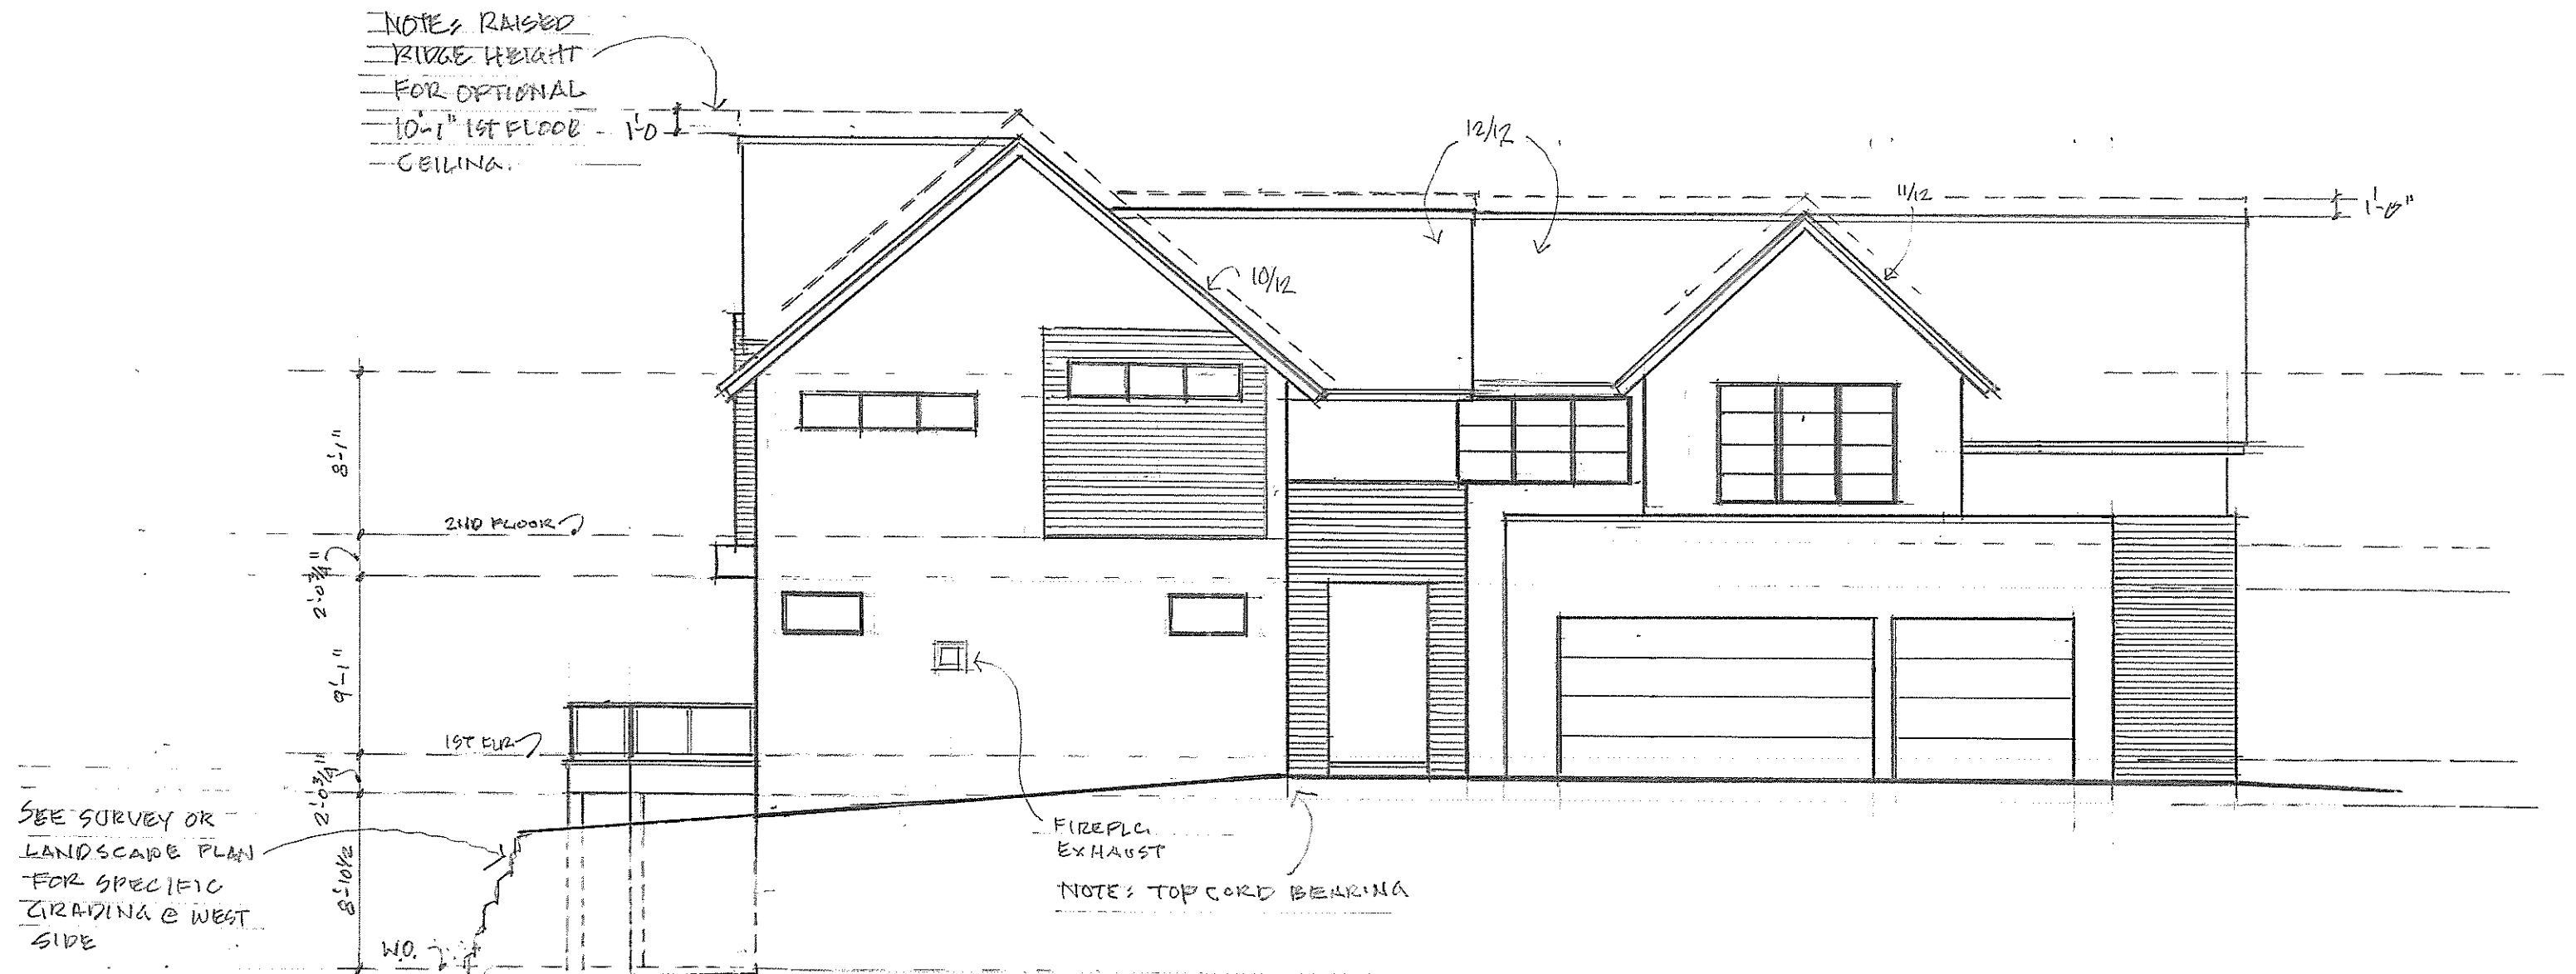 NOTE: RAISED
RIDGE HEIGHT
FOR OPTIONAL
10'-1" 1ST FLOOR
CEILING.
1'-0
12/12
11/12
1'-0"
10/12
8'-1"
2ND FLOOR
2'-0 3/4"
9'-1"
1ST FLR
2'-0 3/4"
SEE SURVEY OR
LANDSCAPE PLAN
FOR SPECIFIC
GRADING @ WEST
SIDE
8'-10 1/2
W.O.
FIREPLC.
EXHAUST
NOTE: TOP CORD BEARING